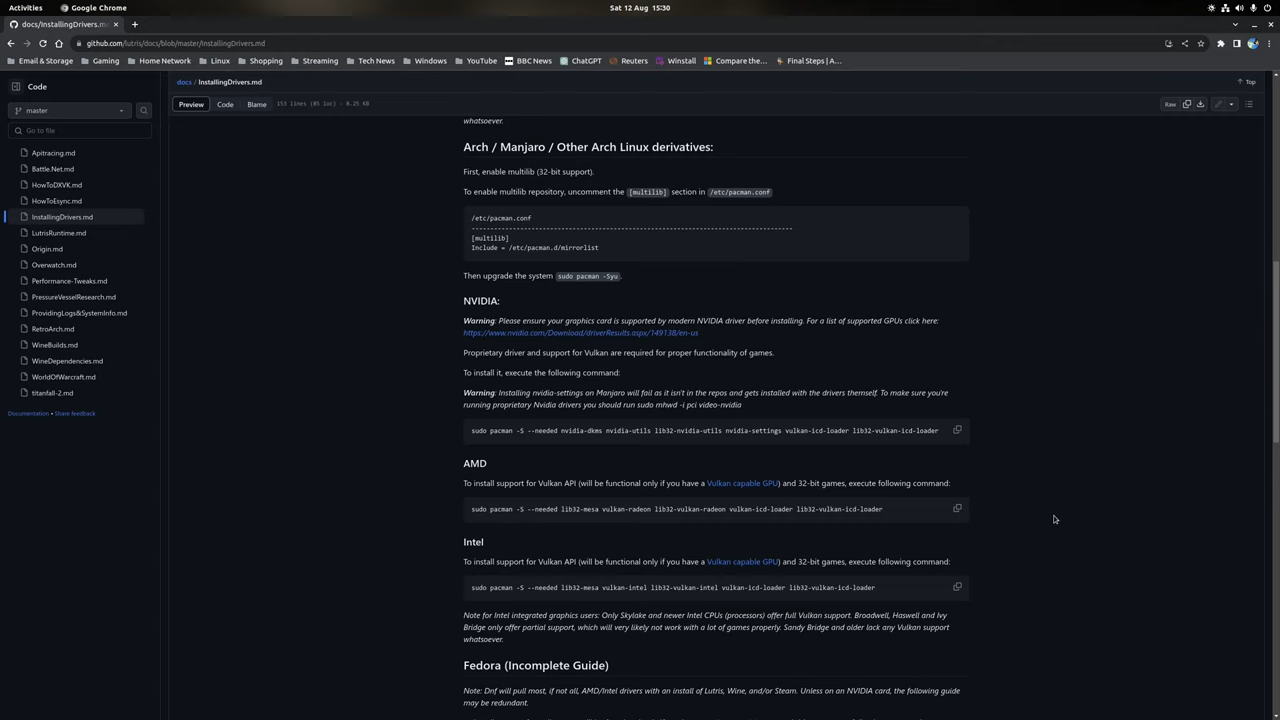 Activities
Google Chrome
Sat 12 Aug 15:30
docs/InstallingDrivers.md
github.com/lutris/docs/blob/master/InstallingDrivers.md
Email & Storage
Gaming
Home Network
Linux
Shopping
Streaming
Tech News
Windows
YouTube
BBC News
ChatGPT
Reuters
Winstall
Compare the...
Final Steps | A...
Code
master
Go to file
Apitracing.md
Battle.Net.md
HowToDXVK.md
HowToEsync.md
InstallingDrivers.md
LutrisRuntime.md
Origin.md
Overwatch.md
Performance-Tweaks.md
PressureVesselResearch.md
ProvidingLogs&SystemInfo.md
RetroArch.md
WineBuilds.md
WineDependencies.md
WorldOfWarcraft.md
titanfall-2.md
Documentation • Share feedback
docs / InstallingDrivers.md
Top
Preview
Code
Blame
153 lines (85 loc) · 8.25 KB
Raw
whatsoever.
Arch / Manjaro / Other Arch Linux derivatives:
First, enable multilib (32-bit support).
To enable multilib repository, uncomment the [multilib] section in /etc/pacman.conf
/etc/pacman.conf
--------------------------------------------------------------------------------
[multilib]
Include = /etc/pacman.d/mirrorlist
Then upgrade the system sudo pacman -Syu.
NVIDIA:
Warning: Please ensure your graphics card is supported by modern NVIDIA driver before installing. For a list of supported GPUs click here:
https://www.nvidia.com/Download/driverResults.aspx/149138/en-us
Proprietary driver and support for Vulkan are required for proper functionality of games.
To install it, execute the following command:
Warning: Installing nvidia-settings on Manjaro will fail as it isn't in the repos and gets installed with the drivers themself. To make sure you're
running proprietary Nvidia drivers you should run sudo mhwd -i pci video-nvidia
sudo pacman -S --needed nvidia-dkms nvidia-utils lib32-nvidia-utils nvidia-settings vulkan-icd-loader lib32-vulkan-icd-loader
AMD
To install support for Vulkan API (will be functional only if you have a Vulkan capable GPU) and 32-bit games, execute following command:
sudo pacman -S --needed lib32-mesa vulkan-radeon lib32-vulkan-radeon vulkan-icd-loader lib32-vulkan-icd-loader
Intel
To install support for Vulkan API (will be functional only if you have a Vulkan capable GPU) and 32-bit games, execute following command:
sudo pacman -S --needed lib32-mesa vulkan-intel lib32-vulkan-intel vulkan-icd-loader lib32-vulkan-icd-loader
Note for Intel integrated graphics users: Only Skylake and newer Intel CPUs (processors) offer full Vulkan support. Broadwell, Haswell and Ivy
Bridge only offer partial support, which will very likely not work with a lot of games properly. Sandy Bridge and older lack any Vulkan support
whatsoever.
Fedora (Incomplete Guide)
Note: Dnf will pull most, if not all, AMD/Intel drivers with an install of Lutris, Wine, and/or Steam. Unless on an NVIDIA card, the following guide
may be redundant.